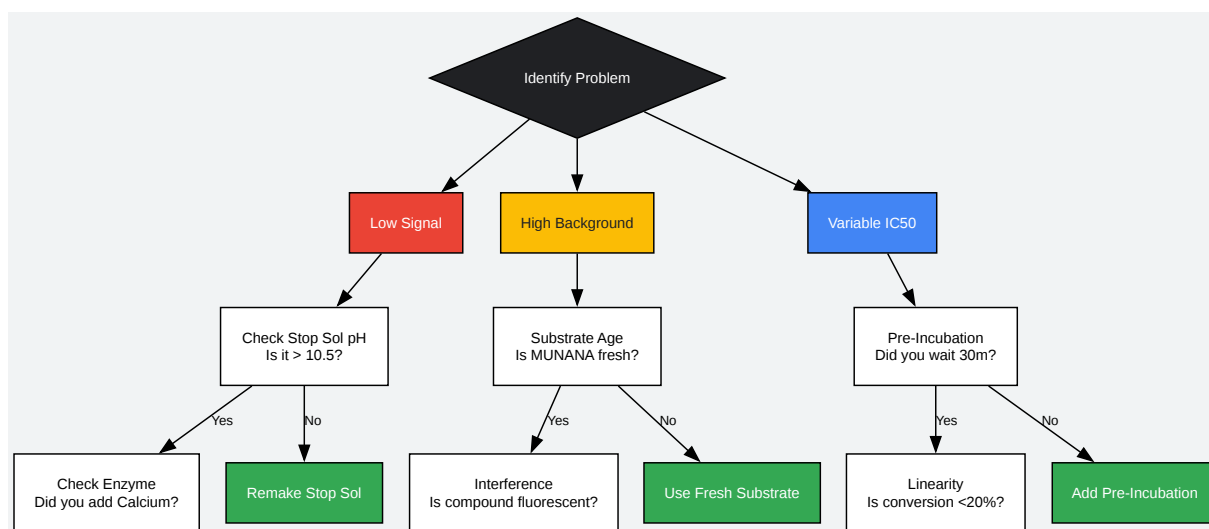 Identify Problem
Low Signal
High Background
Variable IC50
Check Stop Sol pH
Is it > 10.5?
Substrate Age
Is MUNANA fresh?
Pre-Incubation
Did you wait 30m?
Yes
No
Yes
No
Yes
No
Check Enzyme
Did you add Calcium?
Remake Stop Sol
Interference
Is compound fluorescent?
Use Fresh Substrate
Linearity
Is conversion <20%?
Add Pre-Incubation